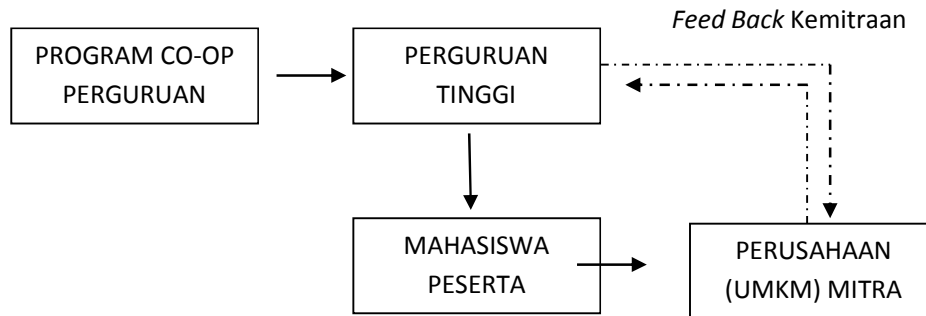 Feed Back Kemitraan
PROGRAM CO-OP
PERGURUAN
PERGURUAN
TINGGI
MAHASISWA
PESERTA
PERUSAHAAN
(UMKM) MITRA